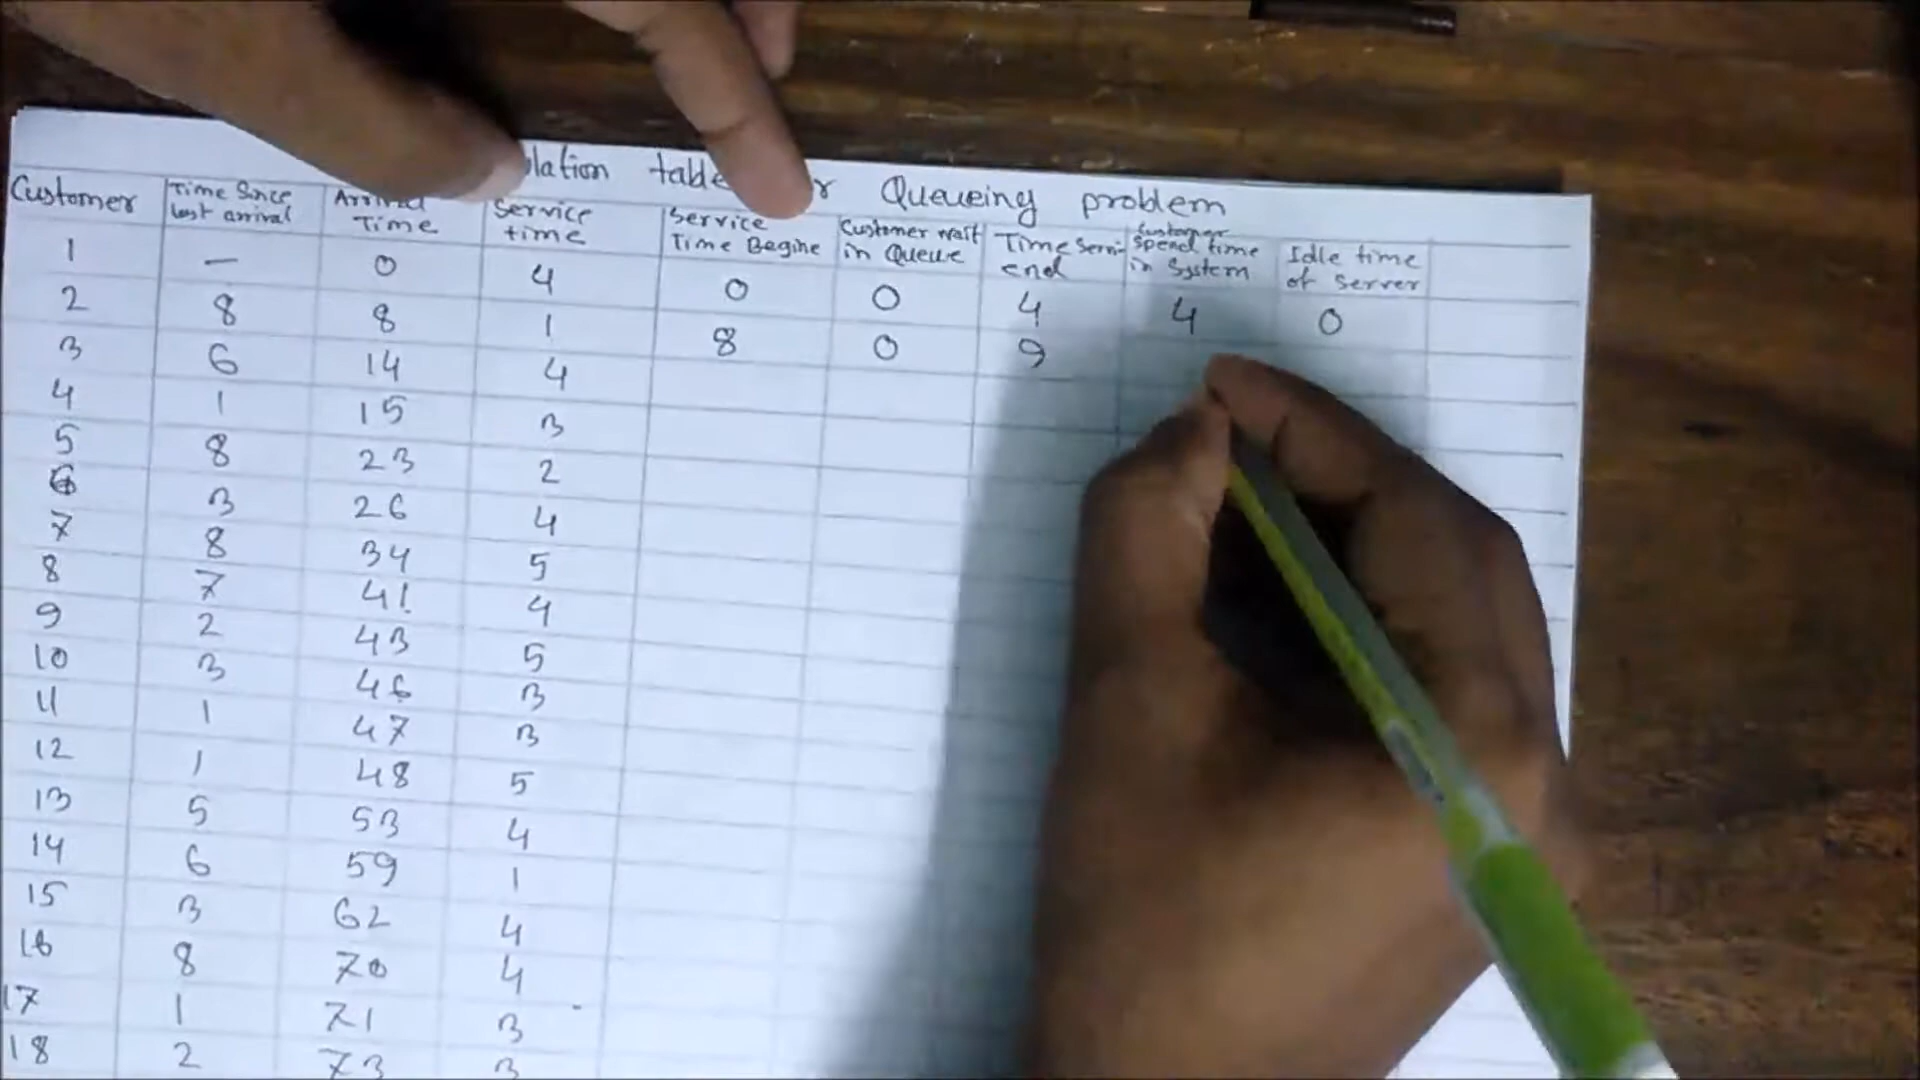 lation table r Queueing problem
Customer Time Since last arrival Arrival Time Service time Service Time Begine Customer wait in Queue Time Servi- end Customer spend time in System Idle time of Server
1 — 0 4 0 0 4 4 0
2 8 8 1 8 0 9
3 6 14 4
4 1 15 3
5 8 23 2
6 3 26 4
7 8 34 5
8 7 41 4
9 2 43 5
10 3 46 3
11 1 47 3
12 1 48 5
13 5 53 4
14 6 59 1
15 3 62 4
16 8 70 4
17 1 71 3
18 2 73 3